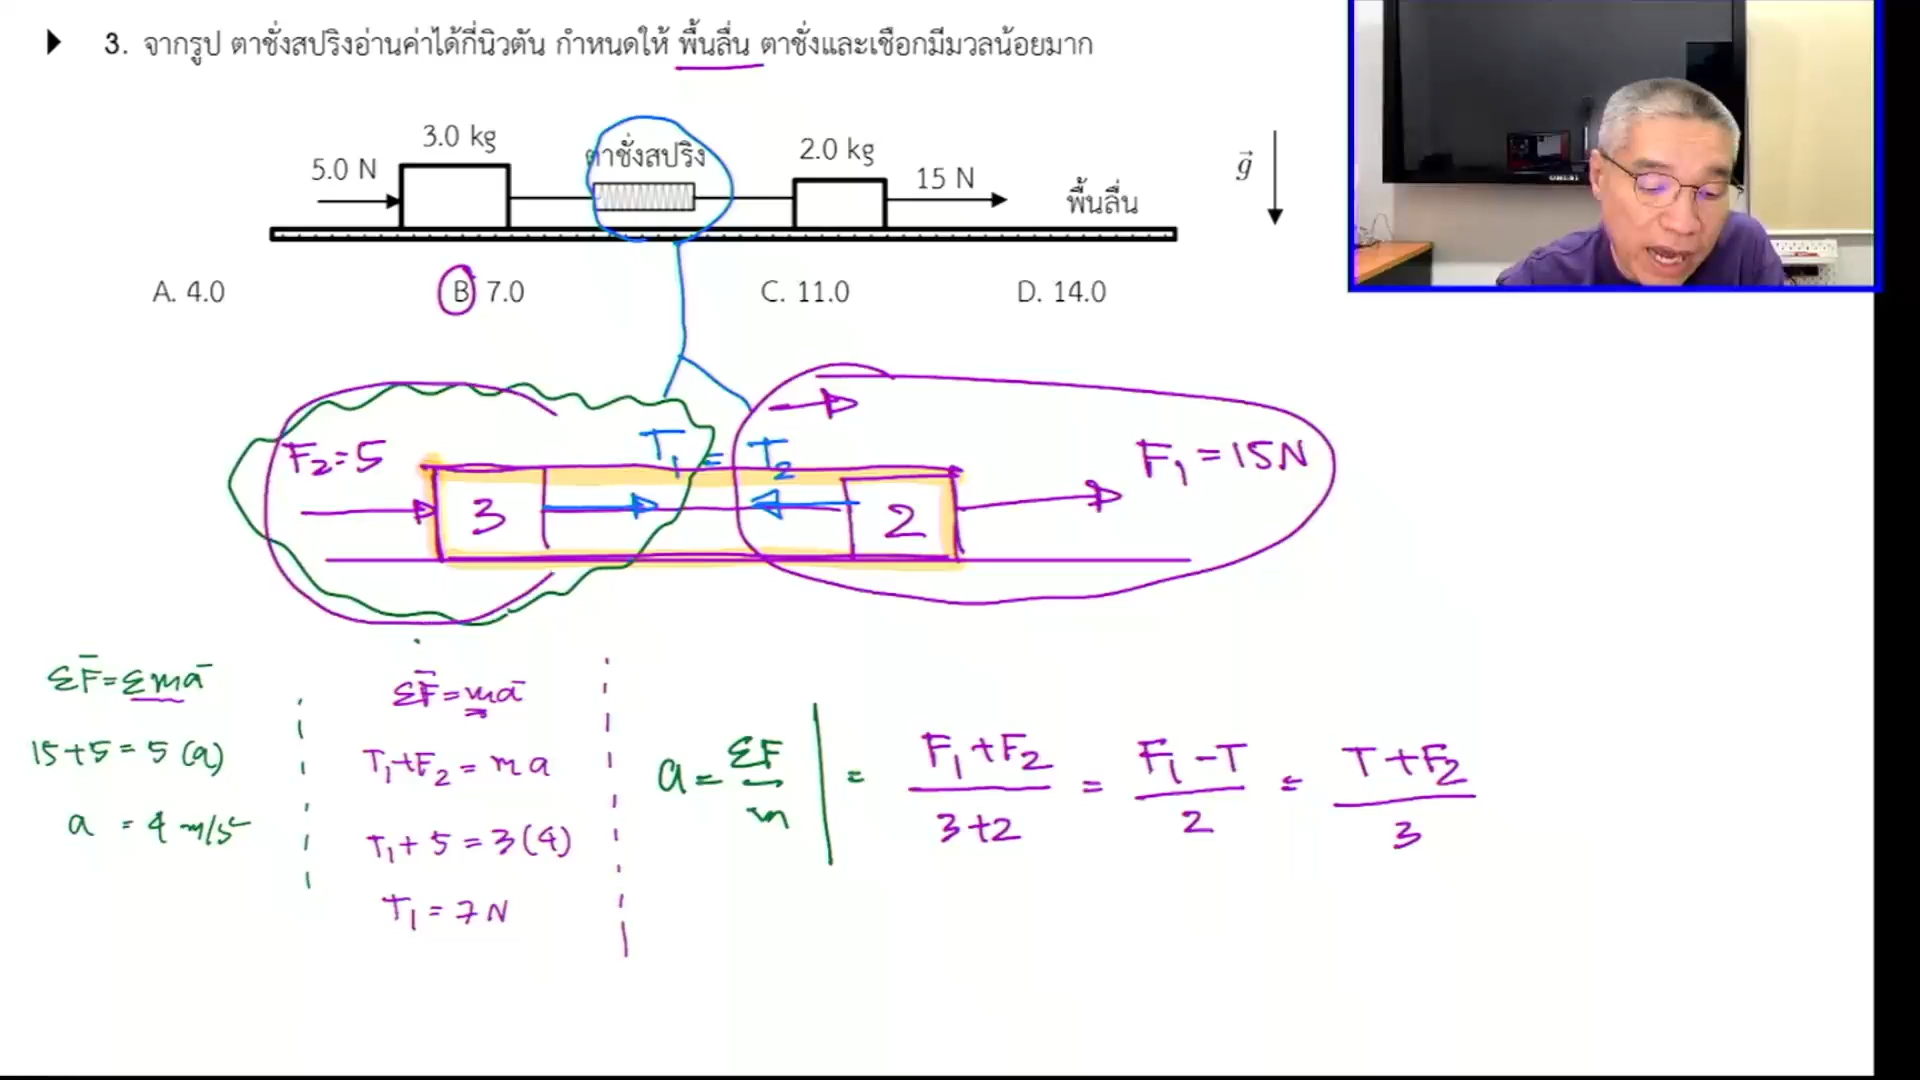 3. จากรูป ตาชั่งสปริงอ่านค่าได้กี่นิวตัน กำหนดให้ พื้นลื่น ตาชั่งและเชือกมีมวลน้อยมาก
5.0 N
3.0 kg
ตาชั่งสปริง
2.0 kg
15 N
พื้นลื่น
g⃗
A. 4.0
B 7.0
C. 11.0
D. 14.0
F₂=5
3
T₁ = T₂
2
F₁=15N
ΣF̄=Σmā
15+5=5(a)
a = 4 m/s²
ΣF̄=mā
T₁+F₂=ma
T₁+5=3(4)
T₁=7N
a = ΣF/m = (F₁+F₂)/(3+2) = (F₁-T)/2 = (T+F₂)/3